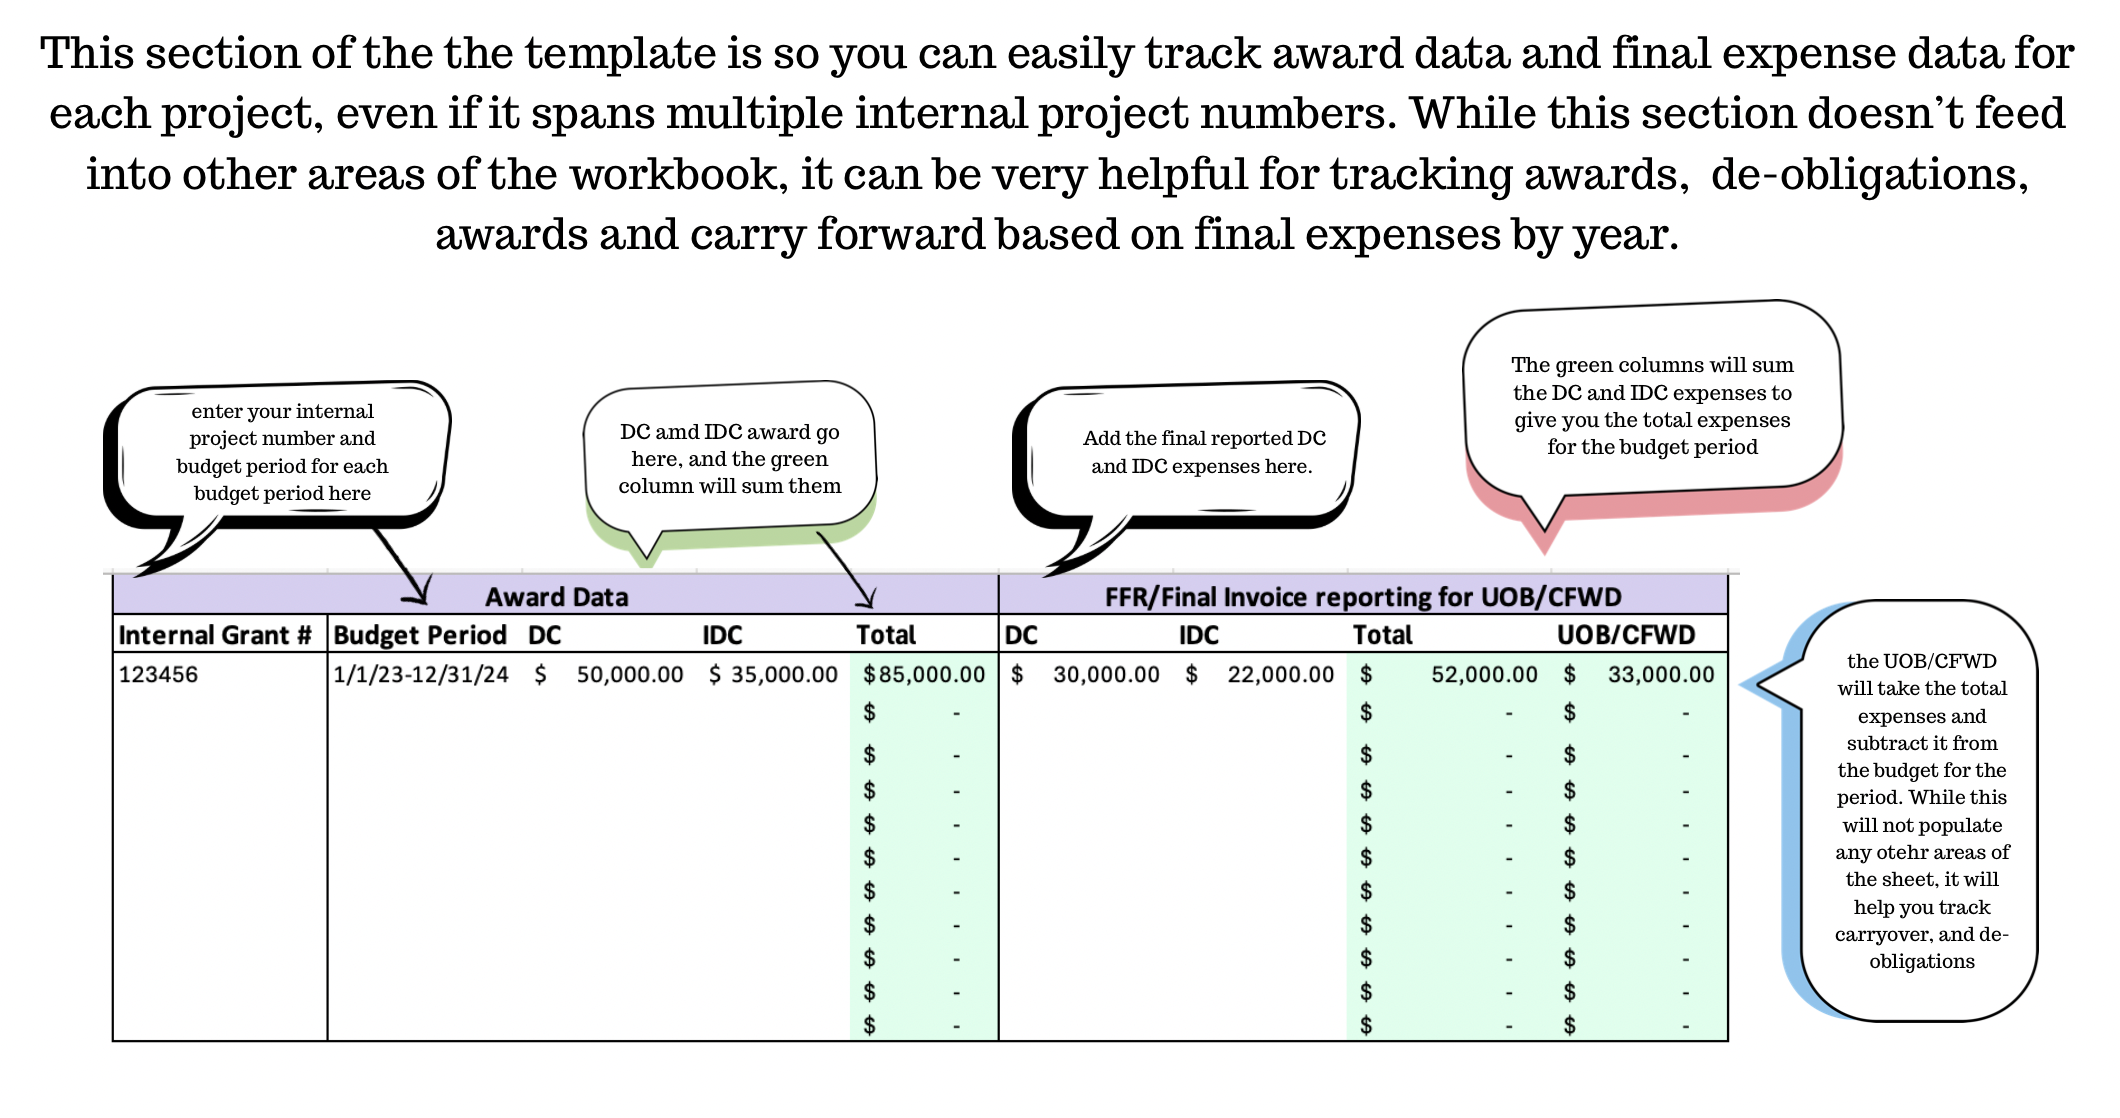 This section of the the template is so you can easily track award data and final expense data for
each project, even if it spans multiple internal project numbers. While this section doesn’t feed
into other areas of the workbook, it can be very helpful for tracking awards,  de-obligations,
awards and carry forward based on final expenses by year.
enter your internal
project number and
budget period for each
budget period here
DC amd IDC award go
here, and the green
column will sum them
Add the final reported DC
and IDC expenses here.
The green columns will sum
the DC and IDC expenses to
give you the total expenses
for the budget period
Award Data FFR/Final Invoice reporting for UOB/CFWD
Internal Grant # Budget Period DC IDC Total DC IDC Total UOB/CFWD
123456 1/1/23-12/31/24 $ 50,000.00 $ 35,000.00 $85,000.00 $ 30,000.00 $ 22,000.00 $ 52,000.00 $ 33,000.00
$ - $ - $ -
$ - $ - $ -
$ - $ - $ -
$ - $ - $ -
$ - $ - $ -
$ - $ - $ -
$ - $ - $ -
$ - $ - $ -
$ - $ - $ -
$ - $ - $ -
the UOB/CFWD
will take the total
expenses and
subtract it from
the budget for the
period. While this
will not populate
any otehr areas of
the sheet, it will
help you track
carryover, and de-
obligations